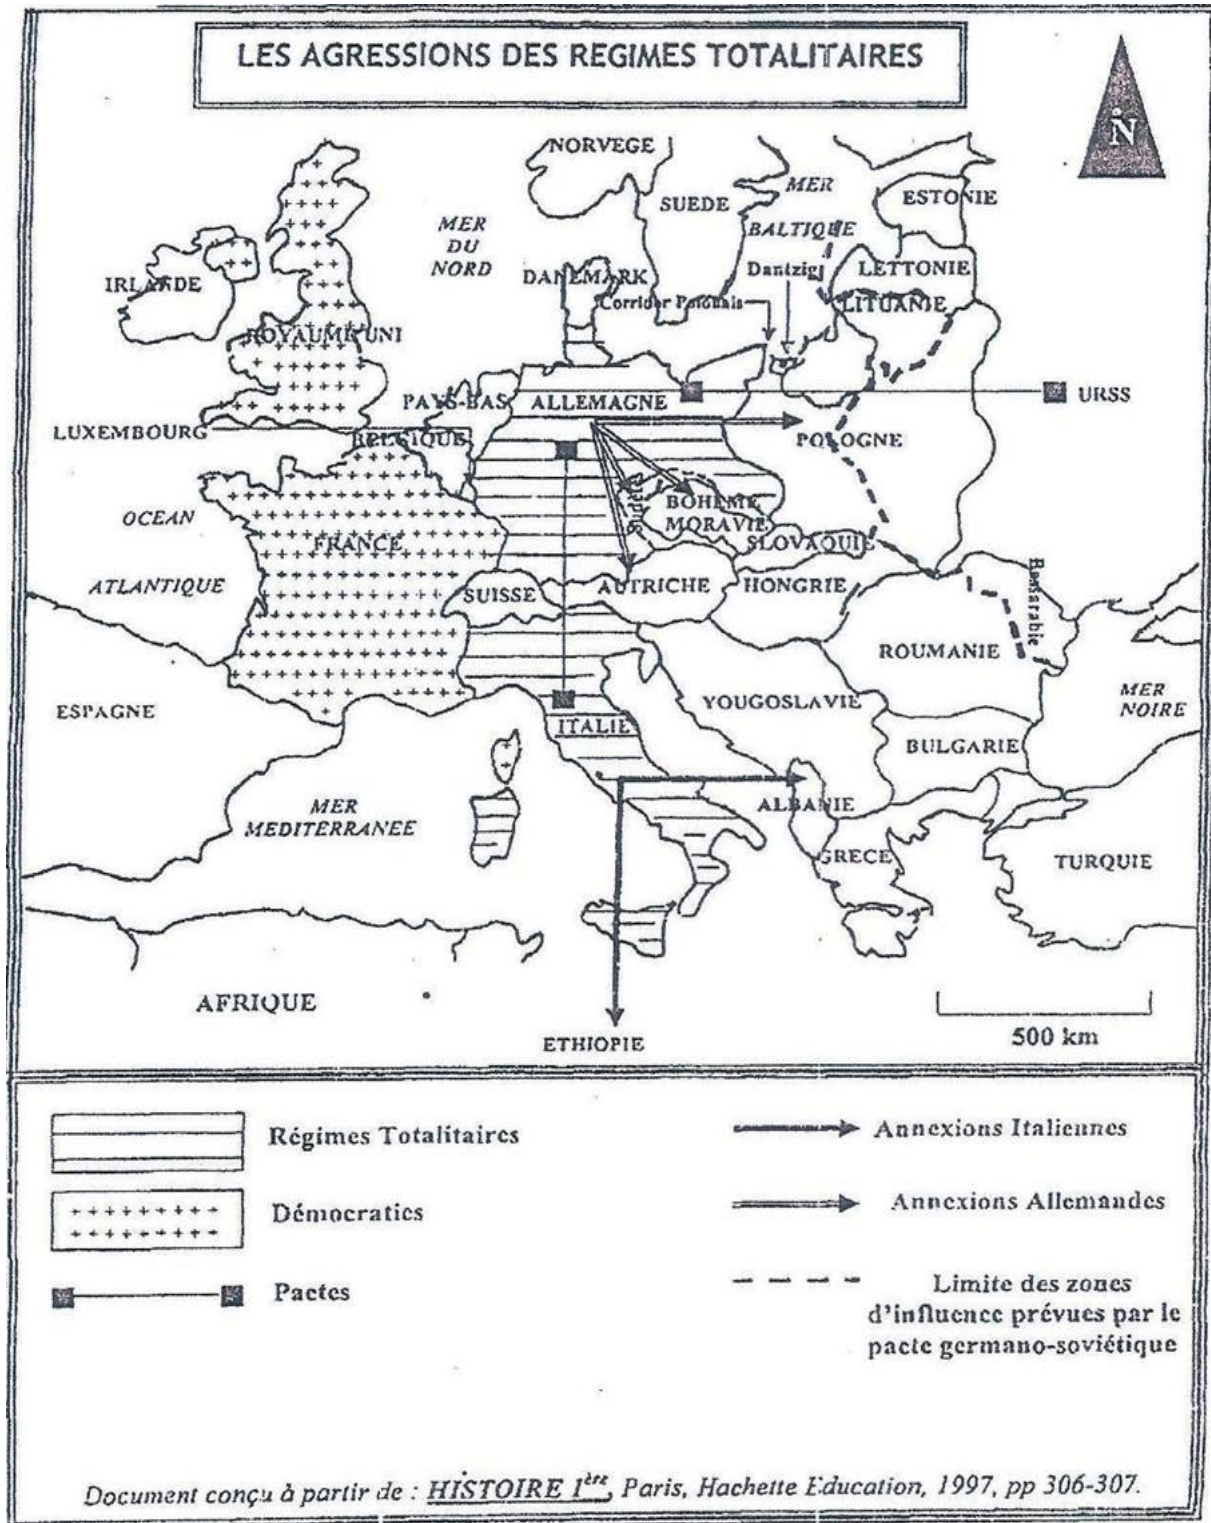 LES AGRESSIONS DES REGIMES TOTALITAIRES
N
NORVEGE
SUEDE
MER
BALTIQUE
ESTONIE
MER
DU
NORD
IRLANDE
DANEMARK
Dantzig
LETTONIE
Corridor Polonais
LITUANIE
ROYAUME UNI
PAYS-BAS
ALLEMAGNE
URSS
LUXEMBOURG
BELGIQUE
POLOGNE
Sudètes
BOHEME
MORAVIE
OCEAN
ATLANTIQUE
FRANCE
SLOVAQUIE
SUISSE
AUTRICHE
HONGRIE
Bessarabie
ROUMANIE
ESPAGNE
YOUGOSLAVIE
MER
NOIRE
ITALIE
BULGARIE
MER
MEDITERRANEE
ALBANIE
GRECE
TURQUIE
AFRIQUE
500 km
ETHIOPIE
Régimes Totalitaires
Annexions Italiennes
Démocraties
Annexions Allemandes
Pactes
Limite des zones
d'influence prévues par le
pacte germano-soviétique
Document conçu à partir de : HISTOIRE 1ère, Paris, Hachette Education, 1997, pp 306-307.